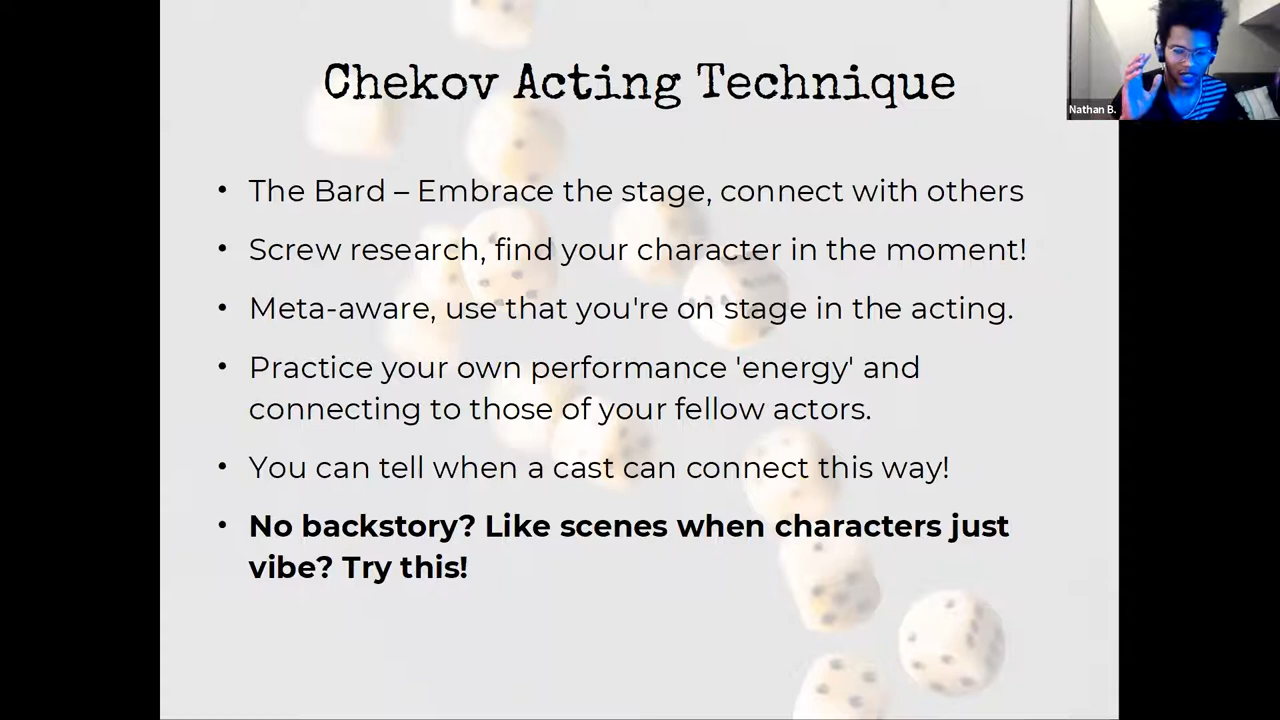 Chekov Acting Technique
Nathan B.
• The Bard – Embrace the stage, connect with others
• Screw research, find your character in the moment!
• Meta-aware, use that you're on stage in the acting.
• Practice your own performance 'energy' and
connecting to those of your fellow actors.
• You can tell when a cast can connect this way!
• No backstory? Like scenes when characters just
vibe? Try this!